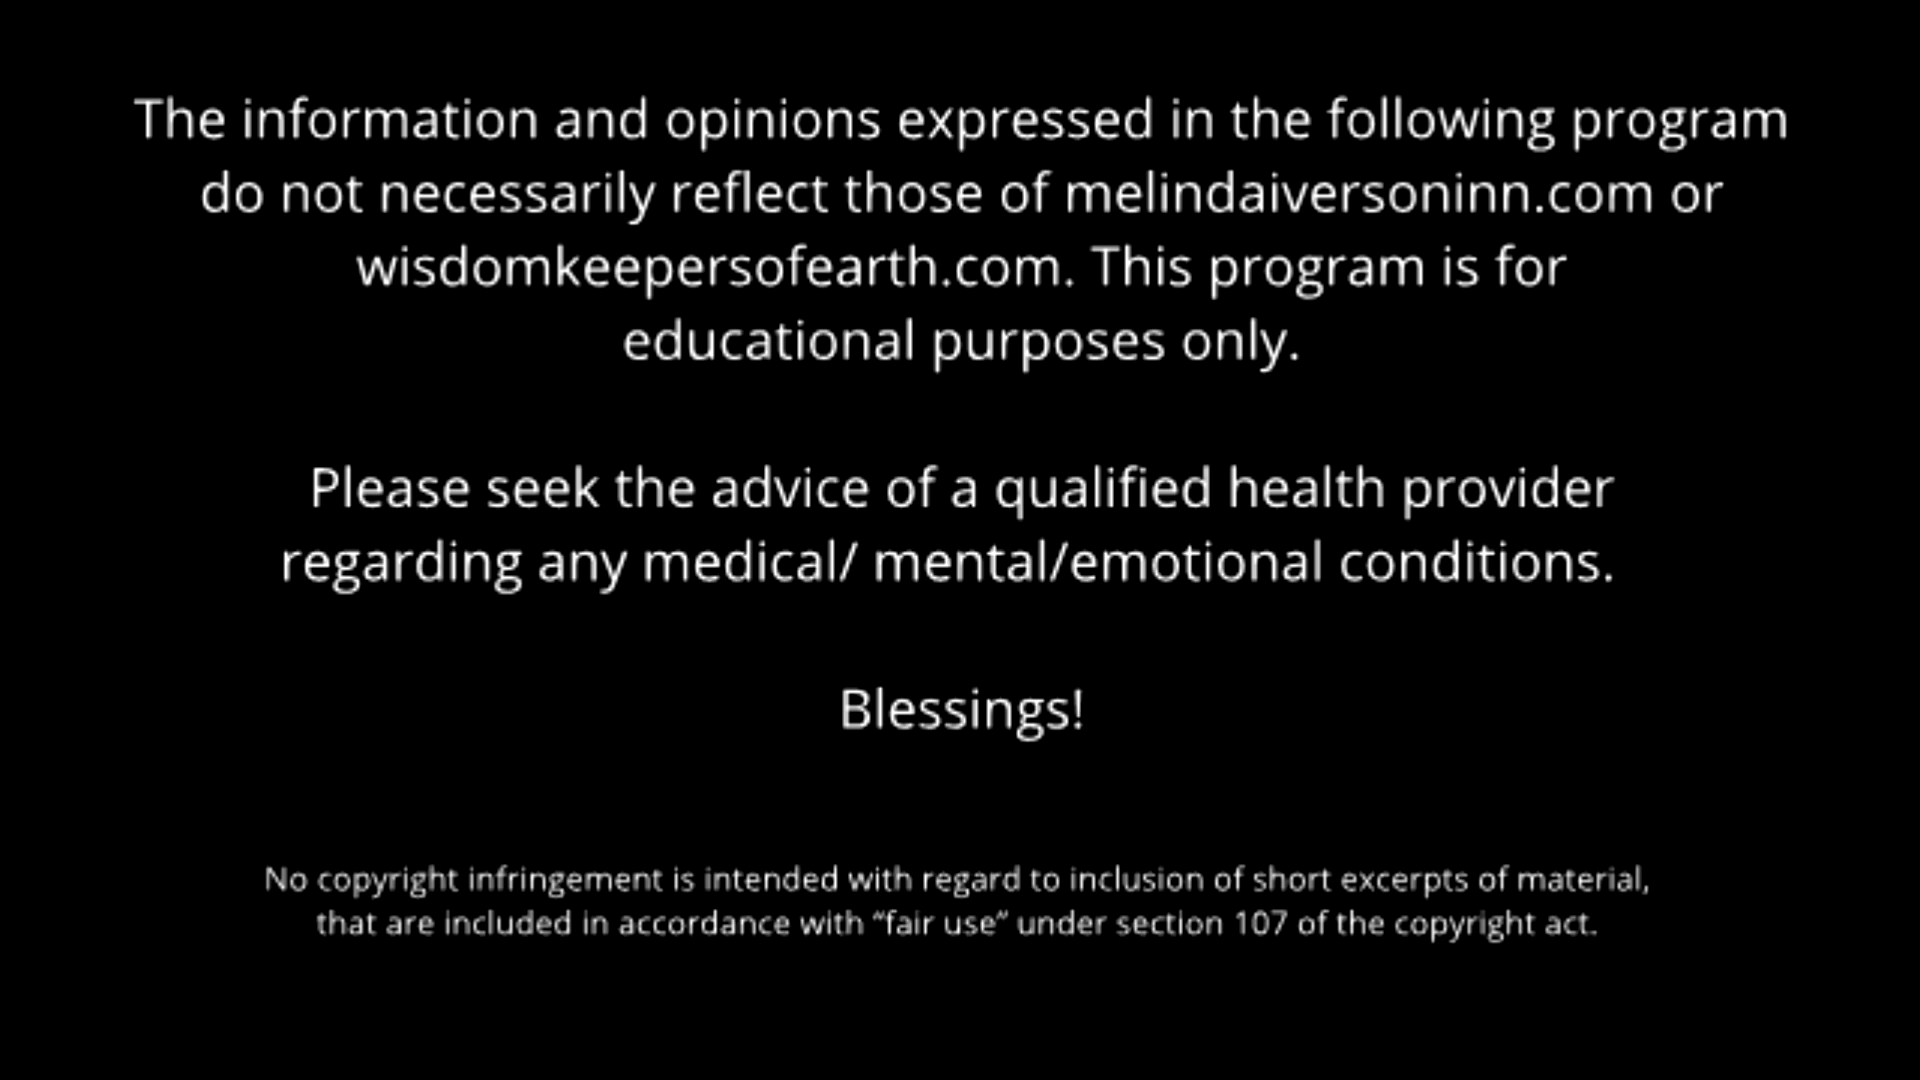 The information and opinions expressed in the following program
do not necessarily reflect those of melindaiversoninn.com or
wisdomkeepersofearth.com. This program is for
educational purposes only.
Please seek the advice of a qualified health provider
regarding any medical/ mental/emotional conditions.
Blessings!
No copyright infringement is intended with regard to inclusion of short excerpts of material,
that are included in accordance with “fair use” under section 107 of the copyright act.